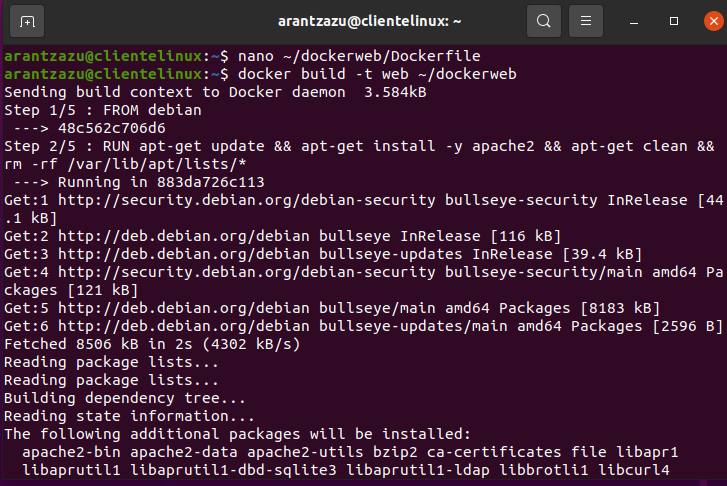 arantzazu@clientelinux: ~
arantzazu@clientelinux:~$ nano ~/dockerweb/Dockerfile
arantzazu@clientelinux:~$ docker build -t web ~/dockerweb
Sending build context to Docker daemon  3.584kB
Step 1/5 : FROM debian
 ---> 48c562c706d6
Step 2/5 : RUN apt-get update && apt-get install -y apache2 && apt-get clean &&
rm -rf /var/lib/apt/lists/*
 ---> Running in 883da726c113
Get:1 http://security.debian.org/debian-security bullseye-security InRelease [44
.1 kB]
Get:2 http://deb.debian.org/debian bullseye InRelease [116 kB]
Get:3 http://deb.debian.org/debian bullseye-updates InRelease [39.4 kB]
Get:4 http://security.debian.org/debian-security bullseye-security/main amd64 Pa
ckages [121 kB]
Get:5 http://deb.debian.org/debian bullseye/main amd64 Packages [8183 kB]
Get:6 http://deb.debian.org/debian bullseye-updates/main amd64 Packages [2596 B]
Fetched 8506 kB in 2s (4302 kB/s)
Reading package lists...
Reading package lists...
Building dependency tree...
Reading state information...
The following additional packages will be installed:
  apache2-bin apache2-data apache2-utils bzip2 ca-certificates file libapr1
  libaprutil1 libaprutil1-dbd-sqlite3 libaprutil1-ldap libbrotli1 libcurl4